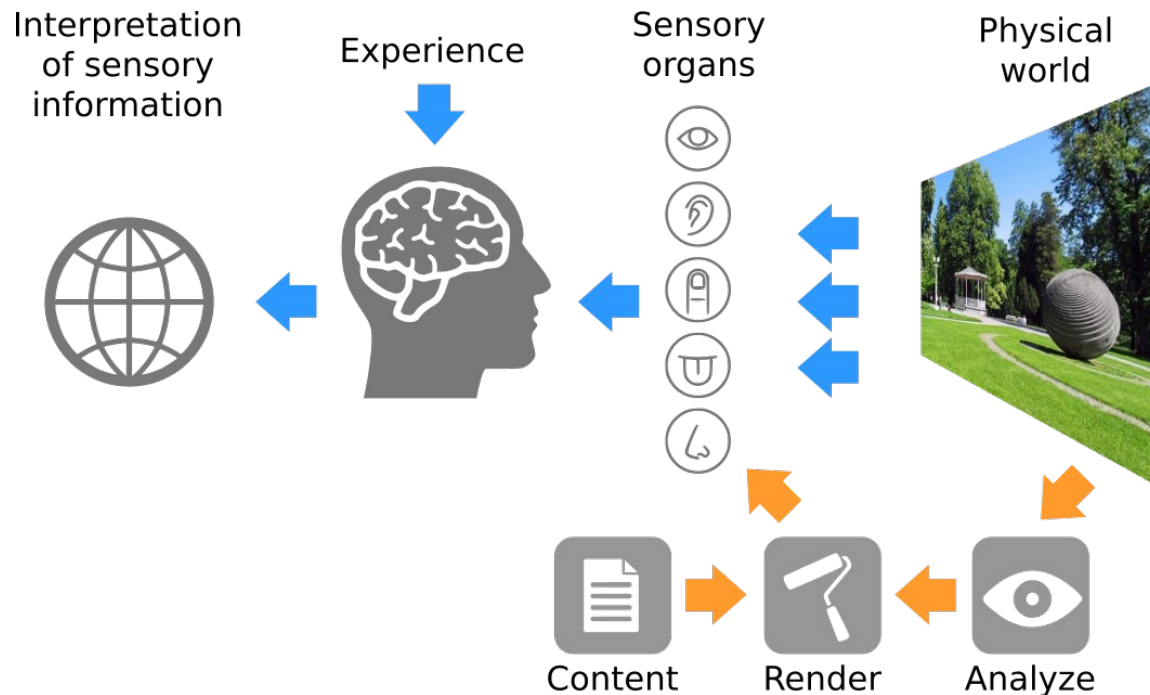 Interpretation
of sensory
information
Experience
Sensory
organs
Physical
world
Content
Render
Analyze